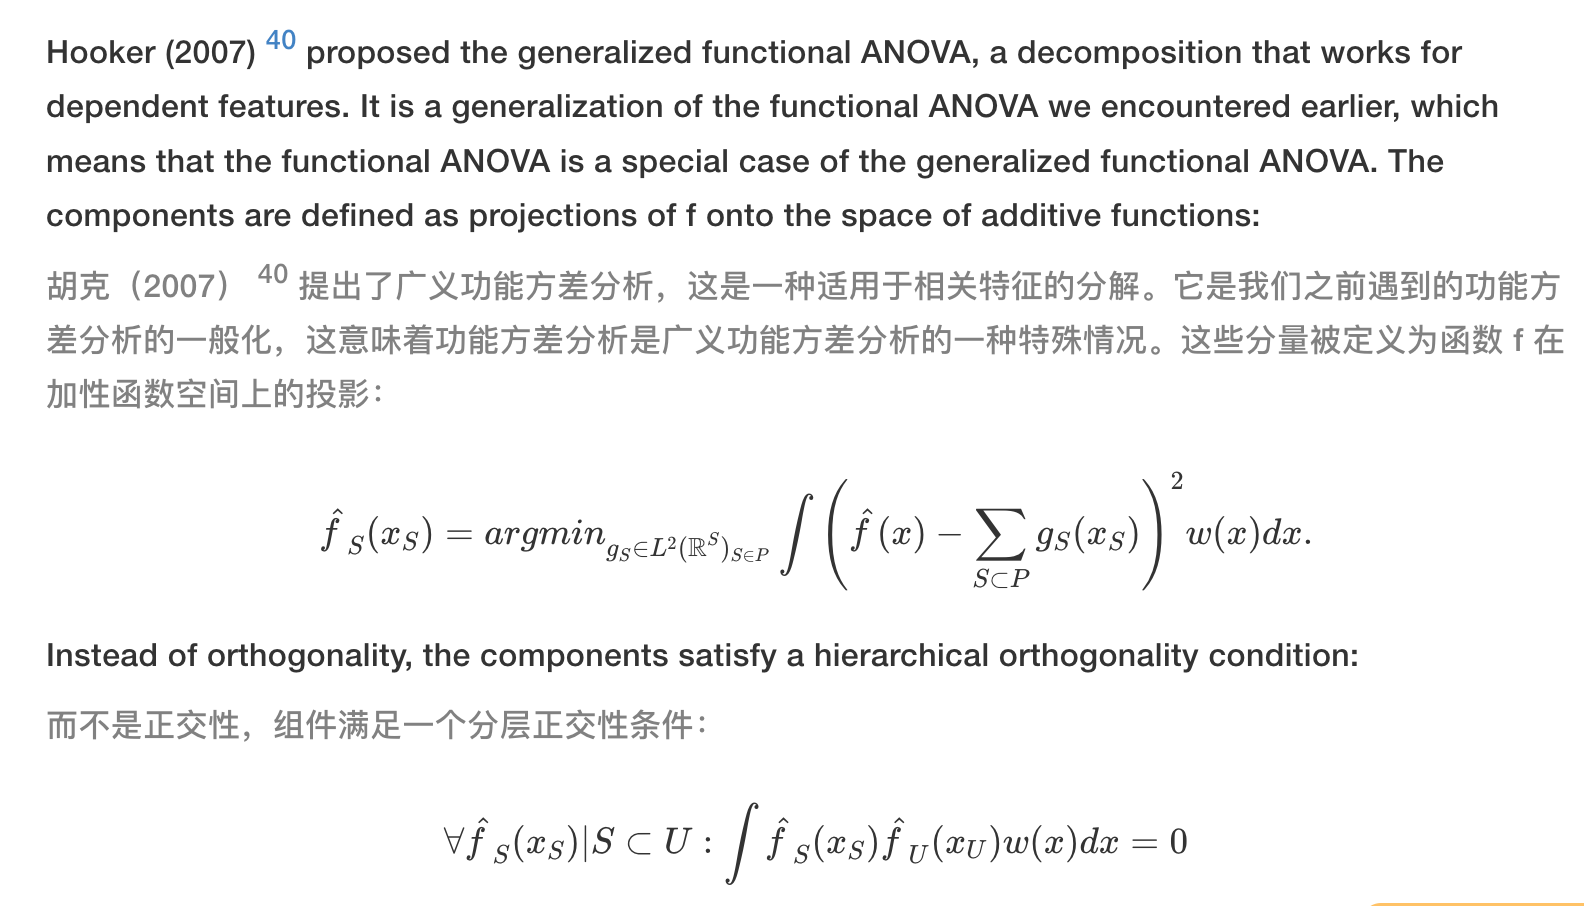 Hooker (2007) 40 proposed the generalized functional ANOVA, a decomposition that works for
dependent features. It is a generalization of the functional ANOVA we encountered earlier, which
means that the functional ANOVA is a special case of the generalized functional ANOVA. The
components are defined as projections of f onto the space of additive functions:
胡克（2007） 40 提出了广义功能方差分析，这是一种适用于相关特征的分解。它是我们之前遇到的功能方
差分析的一般化，这意味着功能方差分析是广义功能方差分析的一种特殊情况。这些分量被定义为函数 f 在
加性函数空间上的投影：
$\hat{f}_S(x_S) = argmin_{g_S \in L^2(\mathbb{R}^S)_{S \in P}} \int \left( \hat{f}(x) - \sum_{S \subset P} g_S(x_S) \right)^2 w(x)dx.$
Instead of orthogonality, the components satisfy a hierarchical orthogonality condition:
而不是正交性，组件满足一个分层正交性条件：
$\forall \hat{f}_S(x_S) | S \subset U : \int \hat{f}_S(x_S) \hat{f}_U(x_U) w(x)dx = 0$